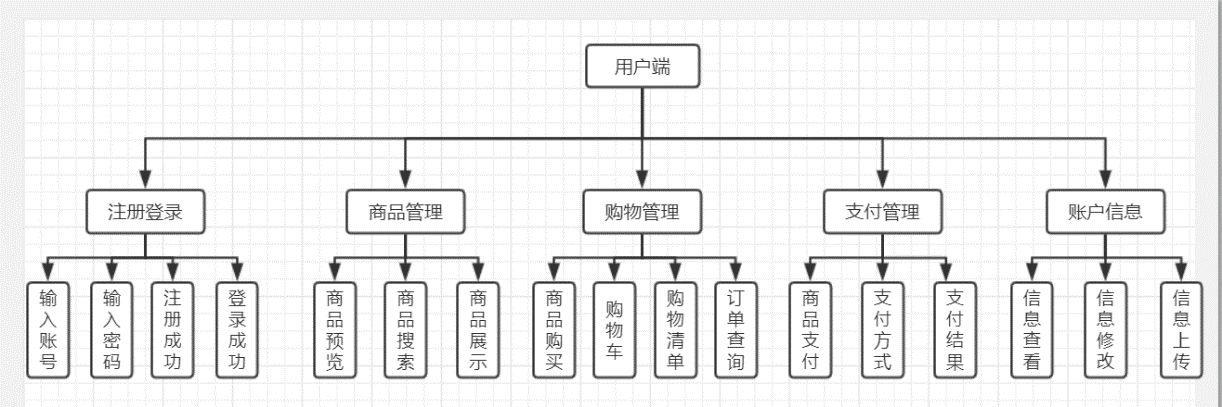 用户端
注册登录
商品管理
购物管理
支付管理
账户信息
输入账号
输入密码
注册成功
登录成功
商品预览
商品搜索
商品展示
商品购买
购物车
购物清单
订单查询
商品支付
支付方式
支付结果
信息查看
信息修改
信息上传